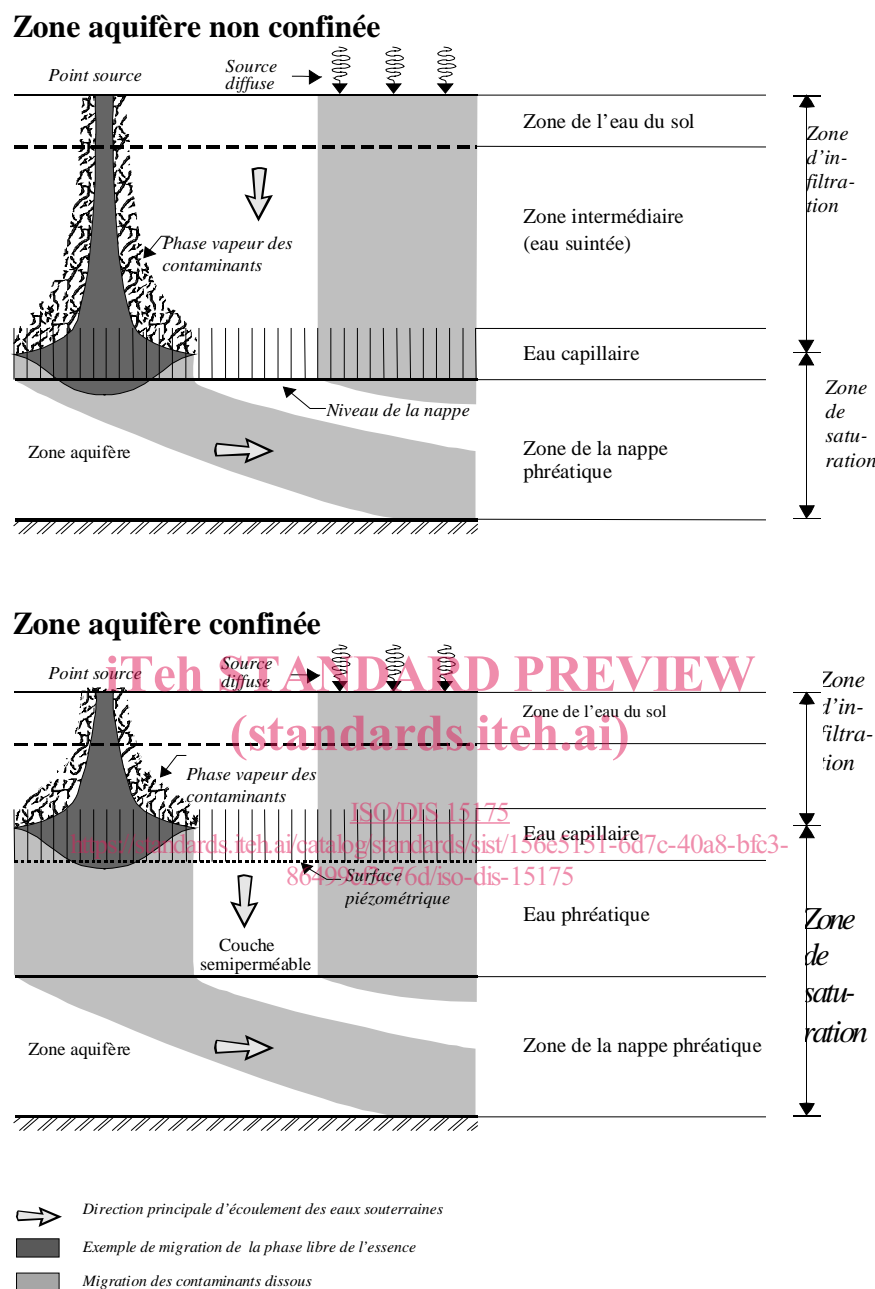 Zone aquifère non confinée
Point source
Source
diffuse
Zone de l'eau du sol
Zone
d'in-
filtra-
tion
Zone intermédiaire
(eau suintée)
Phase vapeur des
contaminants
Eau capillaire
Niveau de la nappe
Zone
de
satu-
ration
Zone aquifère
Zone de la nappe
phréatique
Zone aquifère confinée
iTeh STANDARD PREVIEW
(standards.iteh.ai)
Point source
Source
diffuse
Zone de l'eau du sol
Zone
d'in-
filtra-
tion
Phase vapeur des
contaminants
ISO/DIS 15175
Eau capillaire
https://standards.iteh.ai/catalog/standards/sist/156e5151-6d7c-40a8-bfc3-
Surface
piézométrique
Eau phréatique
Zone
de
satu-
ration
Couche
semiperméable
Zone aquifère
Zone de la nappe phréatique
Direction principale d'écoulement des eaux souterraines
Exemple de migration de la phase libre de l'essence
Migration des contaminants dissous